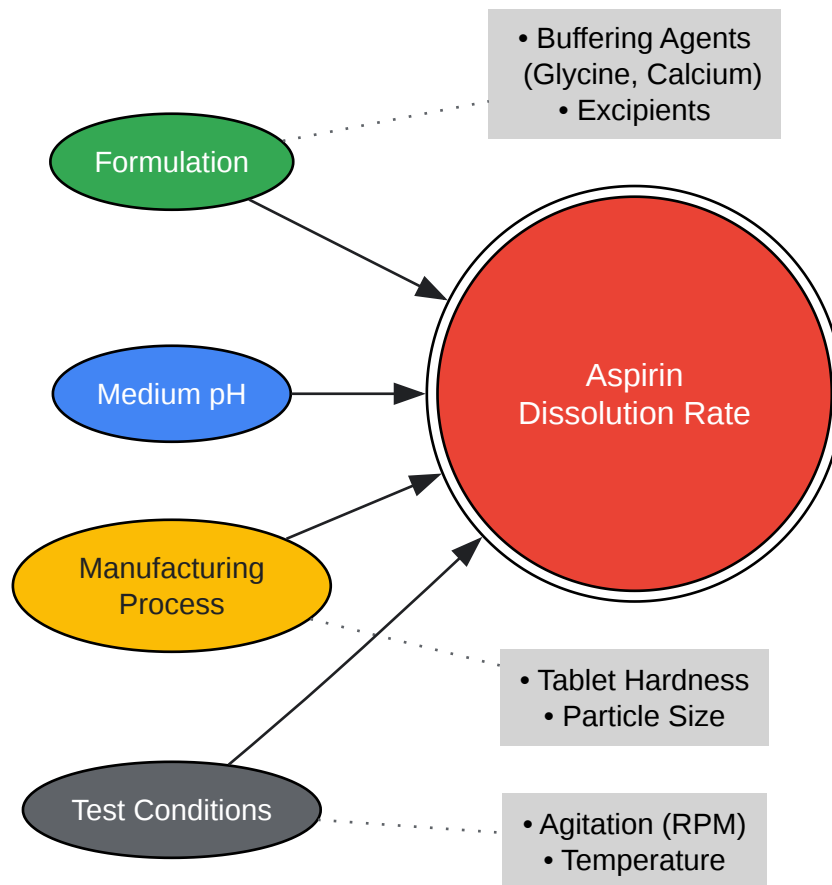 • Buffering Agents
(Glycine, Calcium)
• Excipients
Formulation
Medium pH
Aspirin
Dissolution Rate
Manufacturing
Process
• Tablet Hardness
• Particle Size
Test Conditions
• Agitation (RPM)
• Temperature